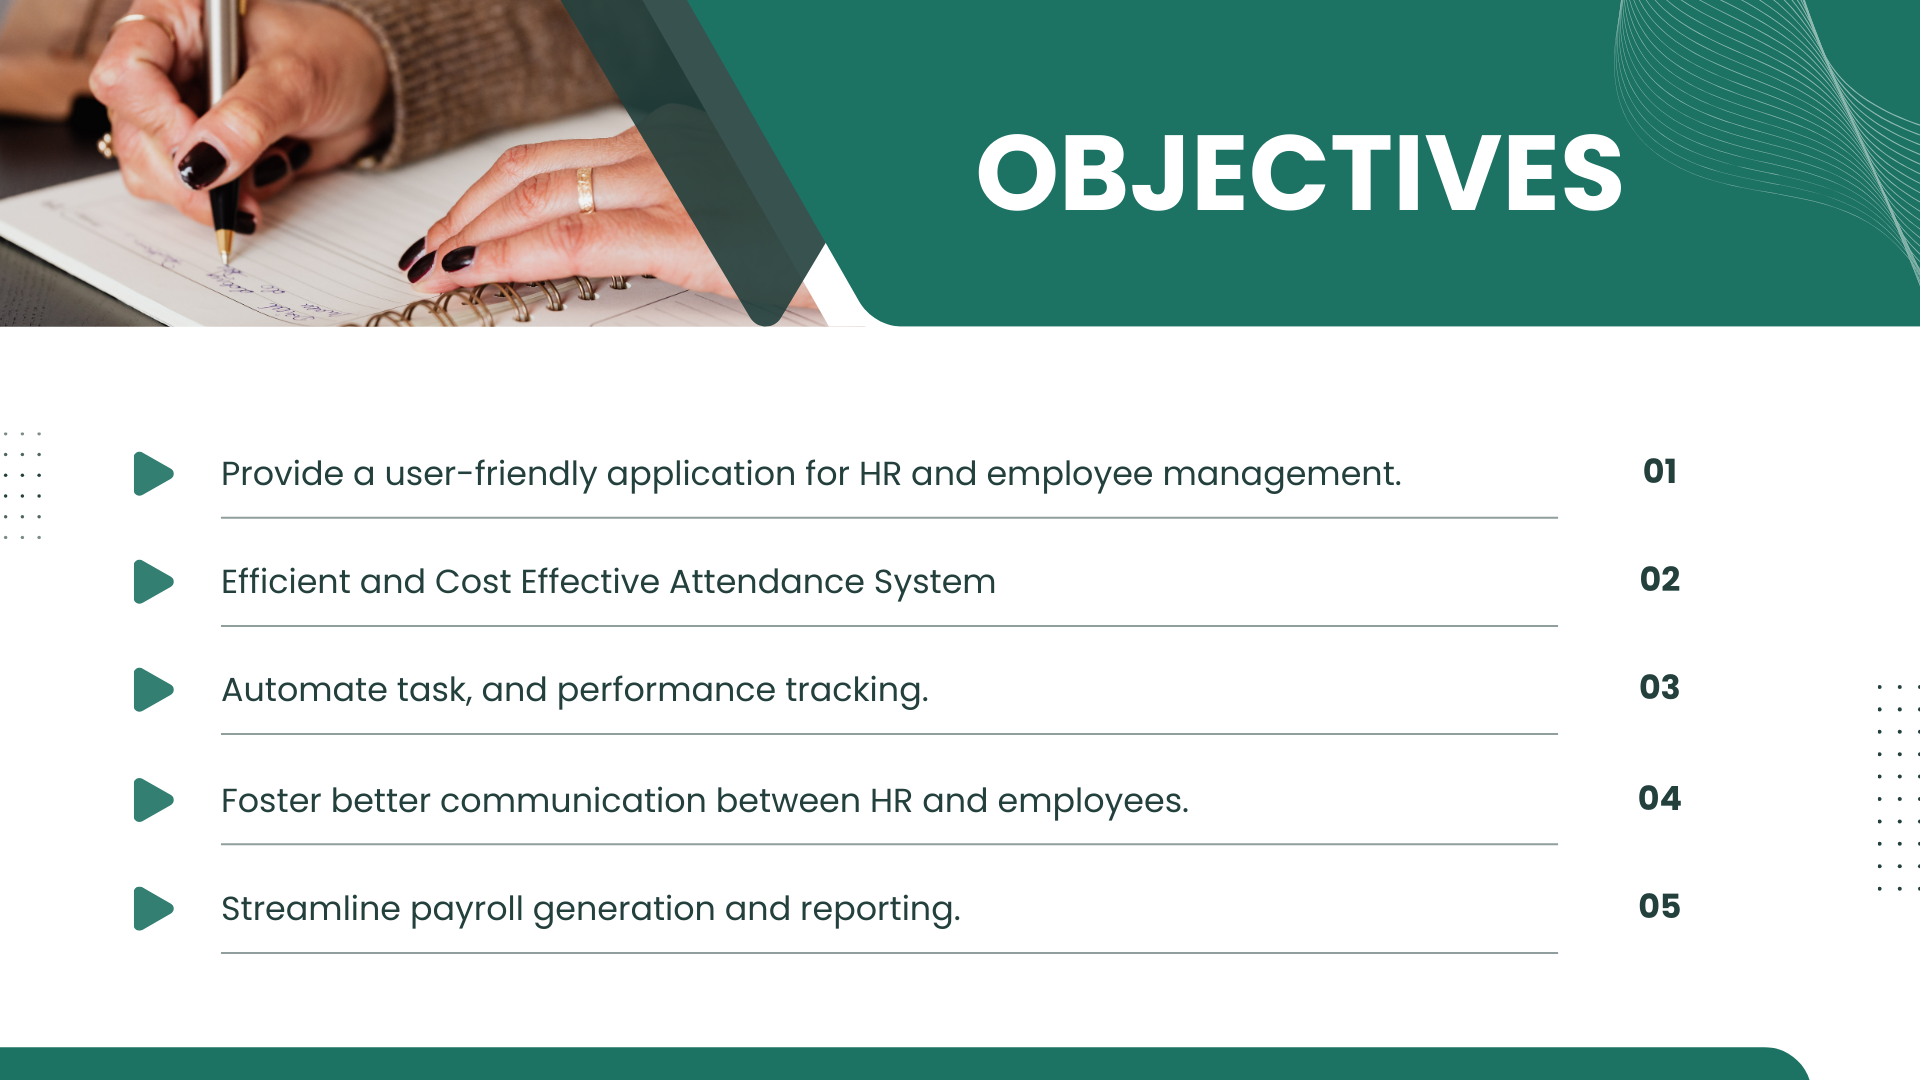 OBJECTIVES
Provide a user-friendly application for HR and employee management. 01
Efficient and Cost Effective Attendance System 02
Automate task, and performance tracking. 03
Foster better communication between HR and employees. 04
Streamline payroll generation and reporting. 05